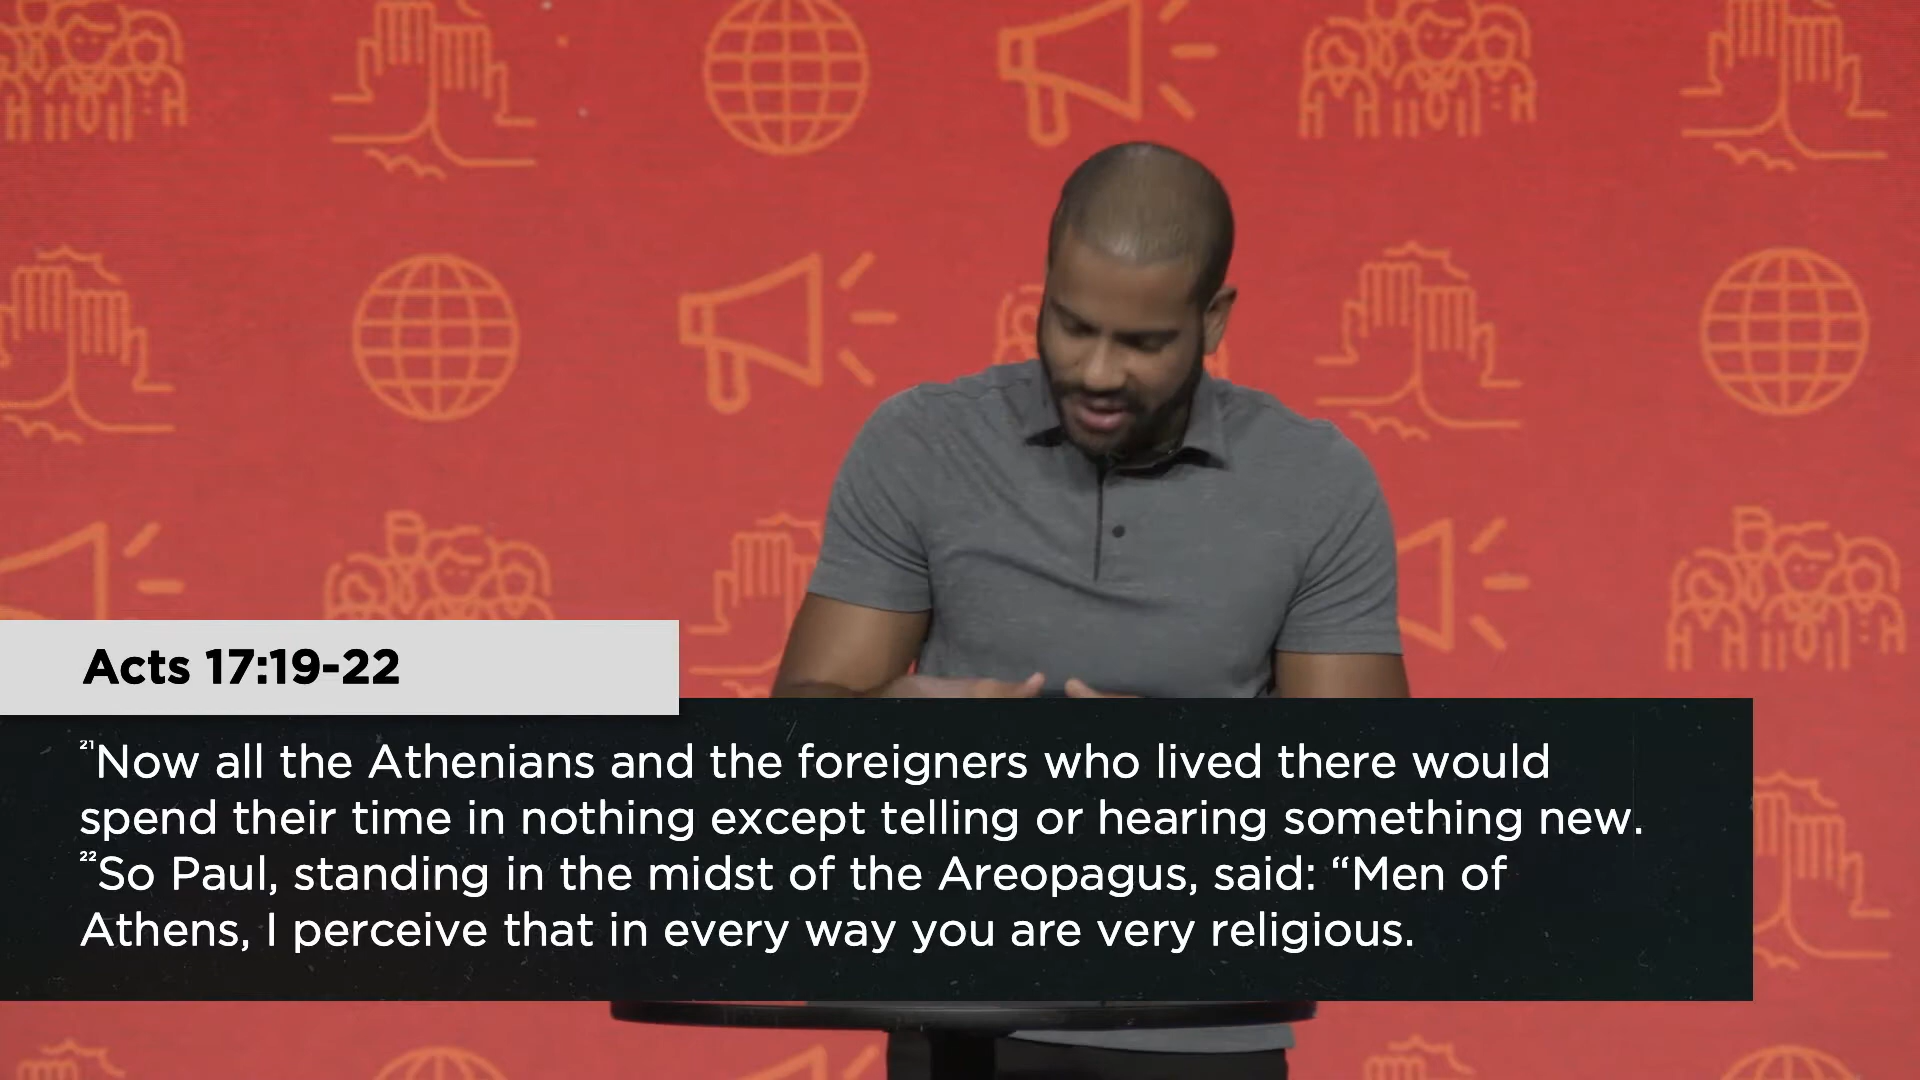 Acts 17:19-22
²¹Now all the Athenians and the foreigners who lived there would
spend their time in nothing except telling or hearing something new.
²²So Paul, standing in the midst of the Areopagus, said: “Men of
Athens, I perceive that in every way you are very religious.